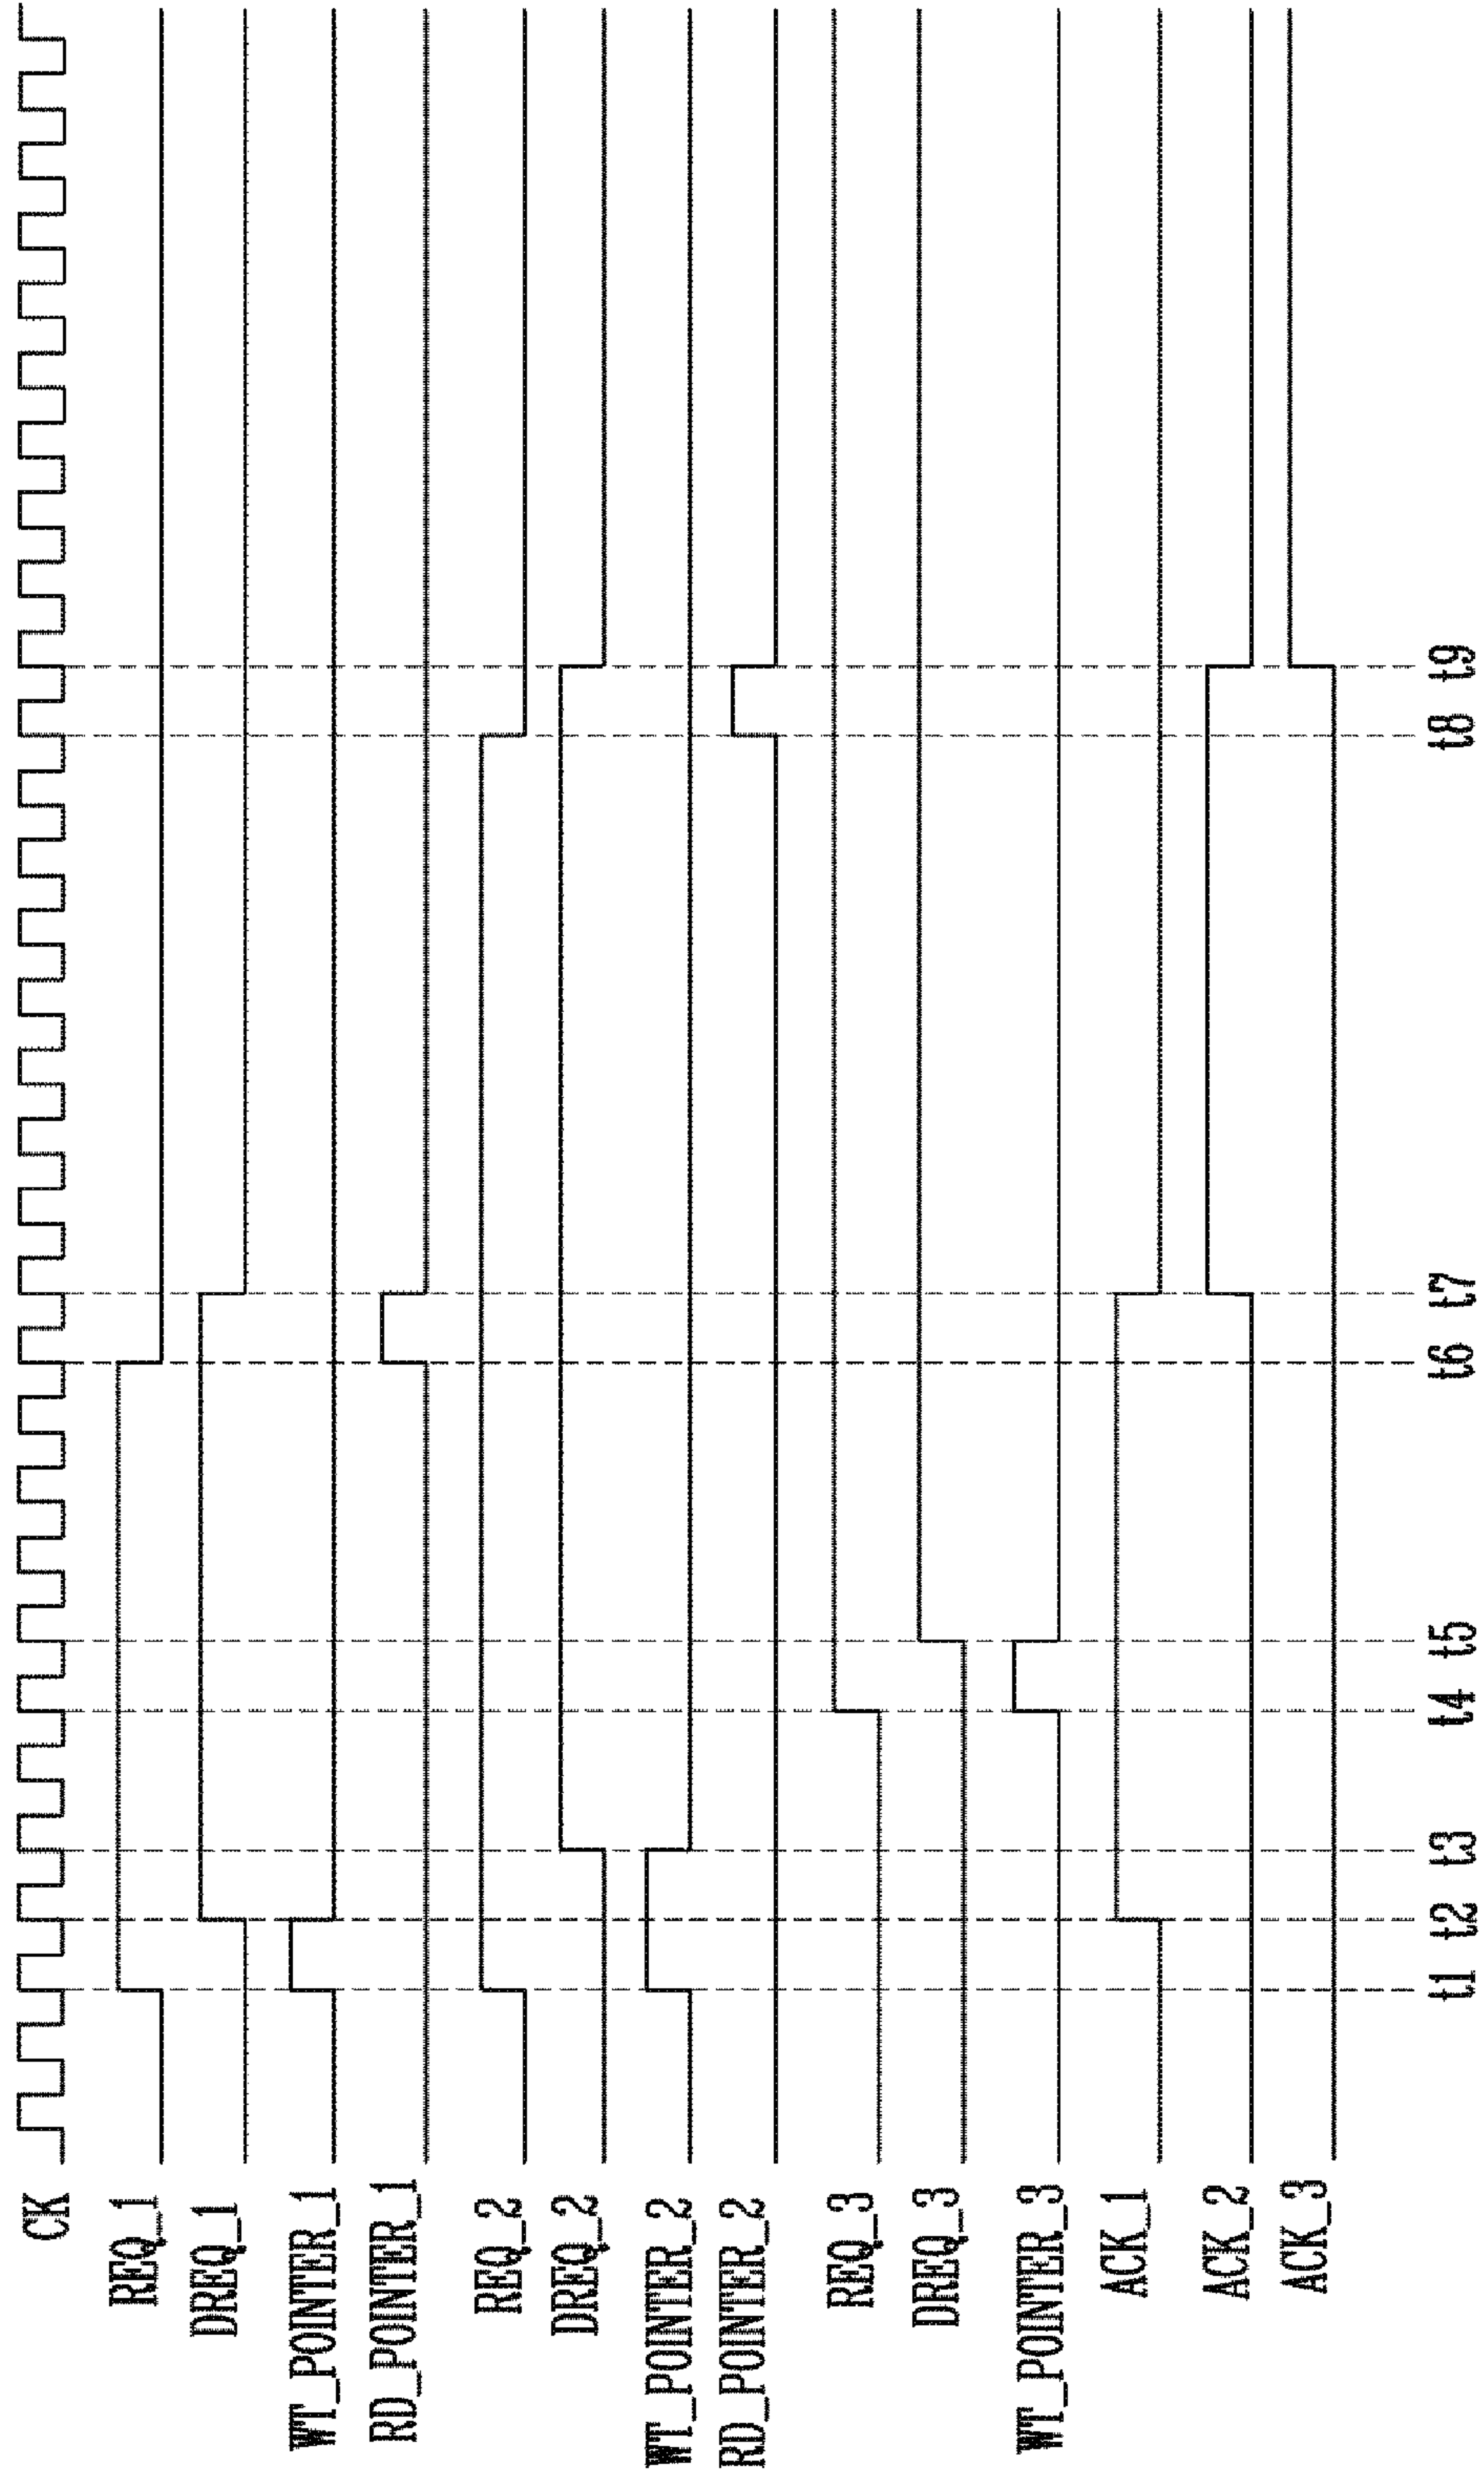 CK
REQ_1
DREQ_1
WT_POINTER_1
RD_POINTER_1
REQ_2
DREQ_2
WT_POINTER_2
RD_POINTER_2
REQ_3
DREQ_3
WT_POINTER_3
ACK_1
ACK_2
ACK_3
t1 t2 t3 t4 t5 t6 t7 t8 t9